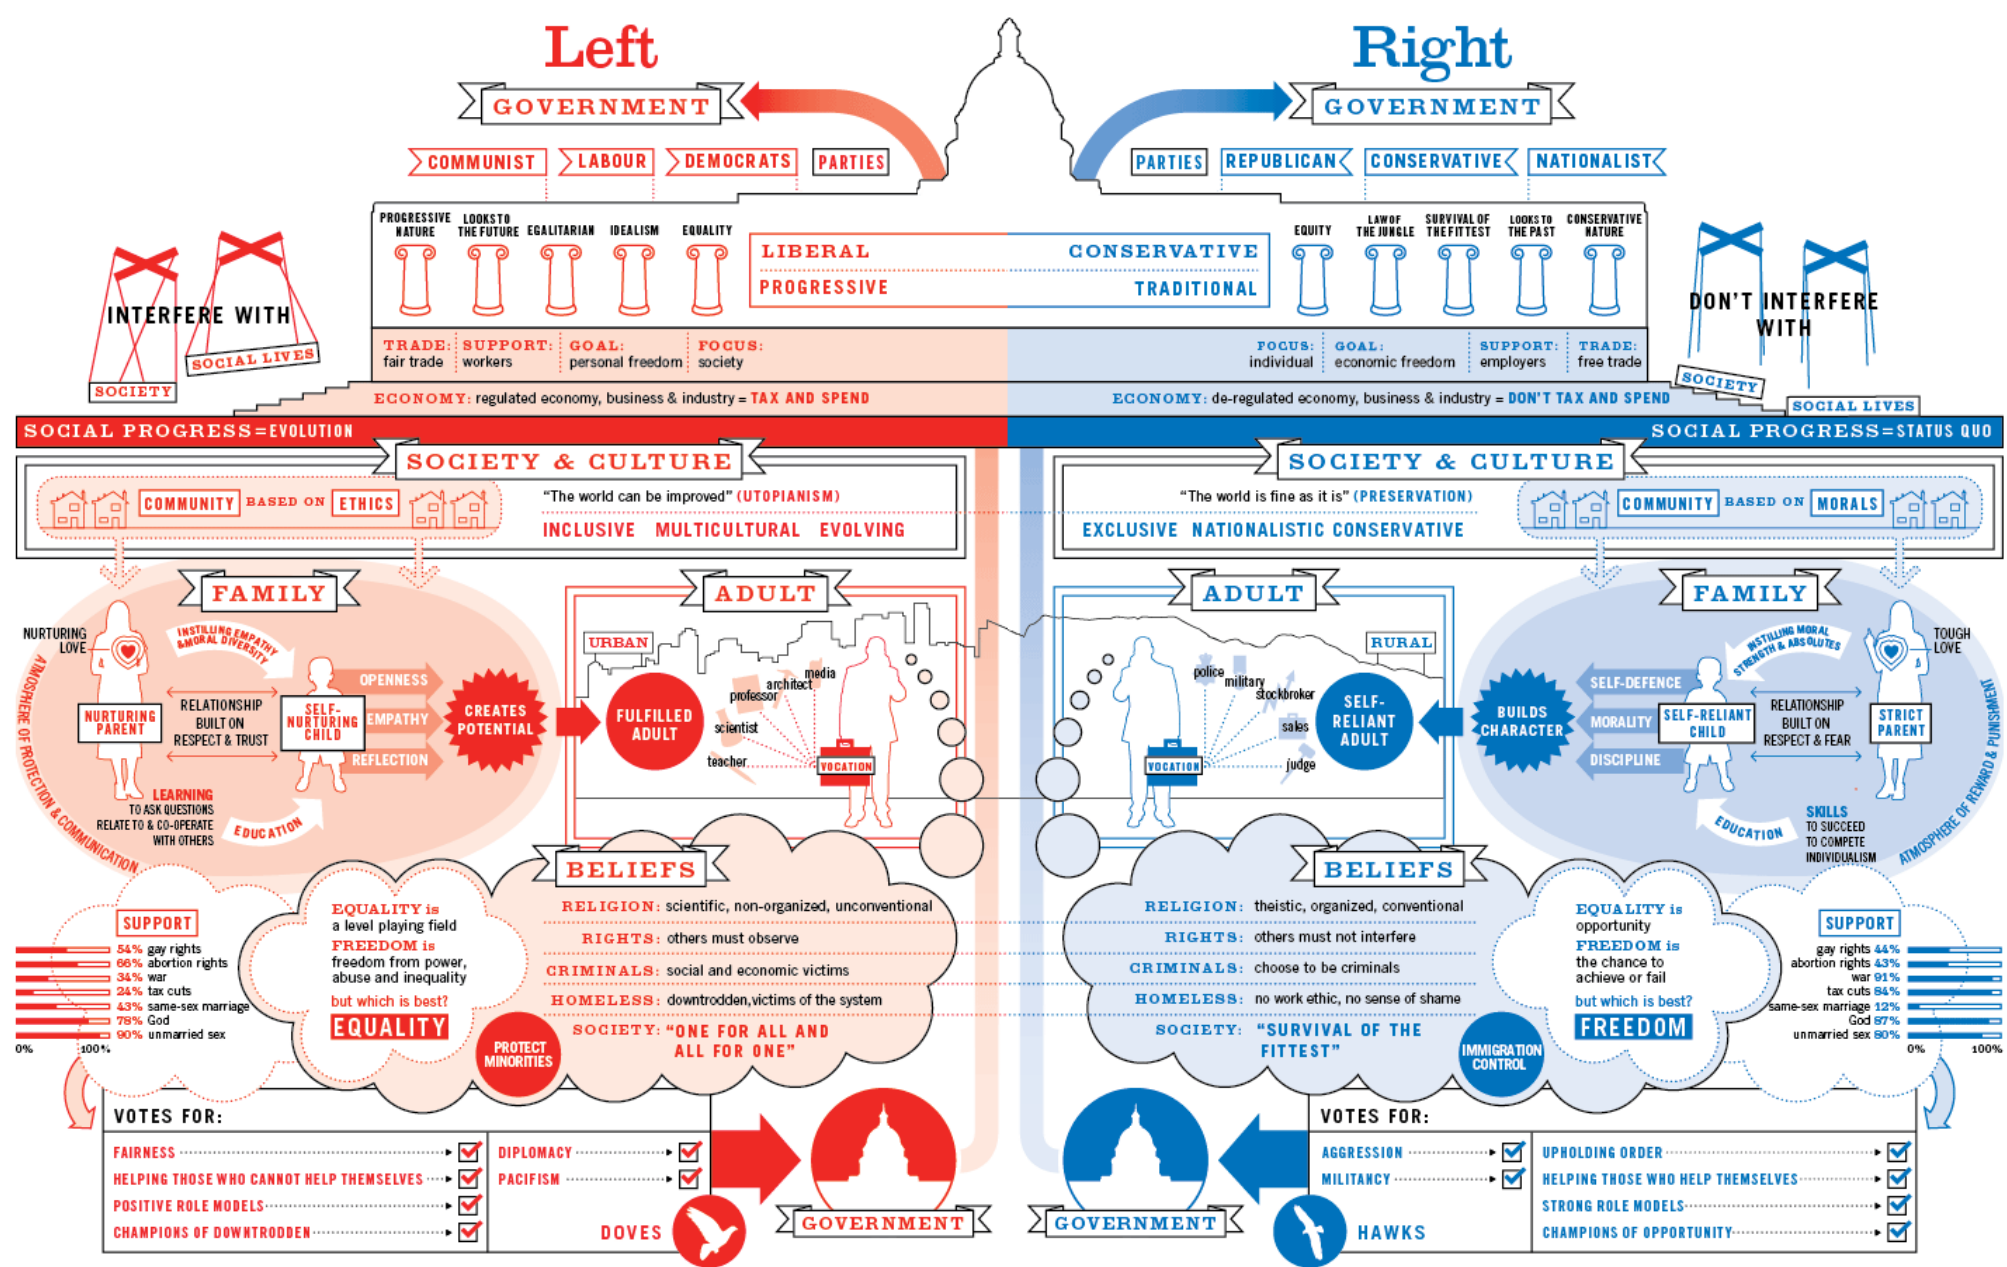 Left
Right
GOVERNMENT
GOVERNMENT
COMMUNIST
LABOUR
DEMOCRATS
PARTIES
PARTIES
REPUBLICAN
CONSERVATIVE
NATIONALIST
PROGRESSIVE
NATURE
LOOKS TO
THE FUTURE
EGALITARIAN
IDEALISM
EQUALITY
LIBERAL
CONSERVATIVE
PROGRESSIVE
TRADITIONAL
EQUITY
LAW OF
THE JUNGLE
SURVIVAL OF
THE FITTEST
LOOKS TO
THE PAST
CONSERVATIVE
NATURE
INTERFERE WITH
SOCIETY
SOCIAL LIVES
DON'T INTERFERE
WITH
SOCIETY
SOCIAL LIVES
TRADE:
fair trade
SUPPORT:
workers
GOAL:
personal freedom
FOCUS:
society
FOCUS:
individual
GOAL:
economic freedom
SUPPORT:
employers
TRADE:
free trade
ECONOMY: regulated economy, business & industry = TAX AND SPEND
ECONOMY: de-regulated economy, business & industry = DON'T TAX AND SPEND
SOCIAL PROGRESS=EVOLUTION
SOCIAL PROGRESS=STATUS QUO
SOCIETY & CULTURE
SOCIETY & CULTURE
COMMUNITY BASED ON ETHICS
"The world can be improved" (UTOPIANISM)
INCLUSIVE MULTICULTURAL EVOLVING
"The world is fine as it is" (PRESERVATION)
EXCLUSIVE NATIONALISTIC CONSERVATIVE
COMMUNITY BASED ON MORALS
FAMILY
NURTURING
LOVE
INSTILLING EMPATHY
& MORAL DIVERSITY
NURTURING
PARENT
RELATIONSHIP
BUILT ON
RESPECT & TRUST
SELF-
NURTURING
CHILD
OPENNESS
EMPATHY
REFLECTION
CREATES
POTENTIAL
LEARNING
TO ASK QUESTIONS
RELATE TO & CO-OPERATE
WITH OTHERS
EDUCATION
ATMOSPHERE OF PROTECTION & COMMUNICATION
ADULT
URBAN
FULFILLED
ADULT
media
architect
professor
scientist
teacher
VOCATION
ADULT
RURAL
police
military
stockbroker
sales
judge
VOCATION
SELF-
RELIANT
ADULT
FAMILY
BUILDS
CHARACTER
SELF-DEFENCE
MORALITY
DISCIPLINE
INSTILLING MORAL
STRENGTH & ABSOLUTES
TOUGH
LOVE
SELF-RELIANT
CHILD
RELATIONSHIP
BUILT ON
RESPECT & FEAR
STRICT
PARENT
EDUCATION
SKILLS
TO SUCCEED
TO COMPETE
INDIVIDUALISM
ATMOSPHERE OF REWARD & PUNISHMENT
SUPPORT
54% gay rights
66% abortion rights
34% war
24% tax cuts
43% same-sex marriage
78% God
90% unmarried sex
0% 100%
EQUALITY is
a level playing field
FREEDOM is
freedom from power,
abuse and inequality
but which is best?
EQUALITY
BELIEFS
RELIGION: scientific, non-organized, unconventional
RIGHTS: others must observe
CRIMINALS: social and economic victims
HOMELESS: downtrodden,victims of the system
SOCIETY: "ONE FOR ALL AND
ALL FOR ONE"
PROTECT
MINORITIES
BELIEFS
RELIGION: theistic, organized, conventional
RIGHTS: others must not interfere
CRIMINALS: choose to be criminals
HOMELESS: no work ethic, no sense of shame
SOCIETY: "SURVIVAL OF THE
FITTEST"
IMMIGRATION
CONTROL
EQUALITY is
opportunity
FREEDOM is
the chance to
achieve or fail
but which is best?
FREEDOM
SUPPORT
gay rights 44%
abortion rights 43%
war 91%
tax cuts 84%
same-sex marriage 12%
God 87%
unmarried sex 80%
0% 100%
VOTES FOR:
FAIRNESS
HELPING THOSE WHO CANNOT HELP THEMSELVES
POSITIVE ROLE MODELS
CHAMPIONS OF DOWNTRODDEN
DIPLOMACY
PACIFISM
DOVES
GOVERNMENT
GOVERNMENT
VOTES FOR:
AGGRESSION
MILITANCY
HAWKS
UPHOLDING ORDER
HELPING THOSE WHO HELP THEMSELVES
STRONG ROLE MODELS
CHAMPIONS OF OPPORTUNITY